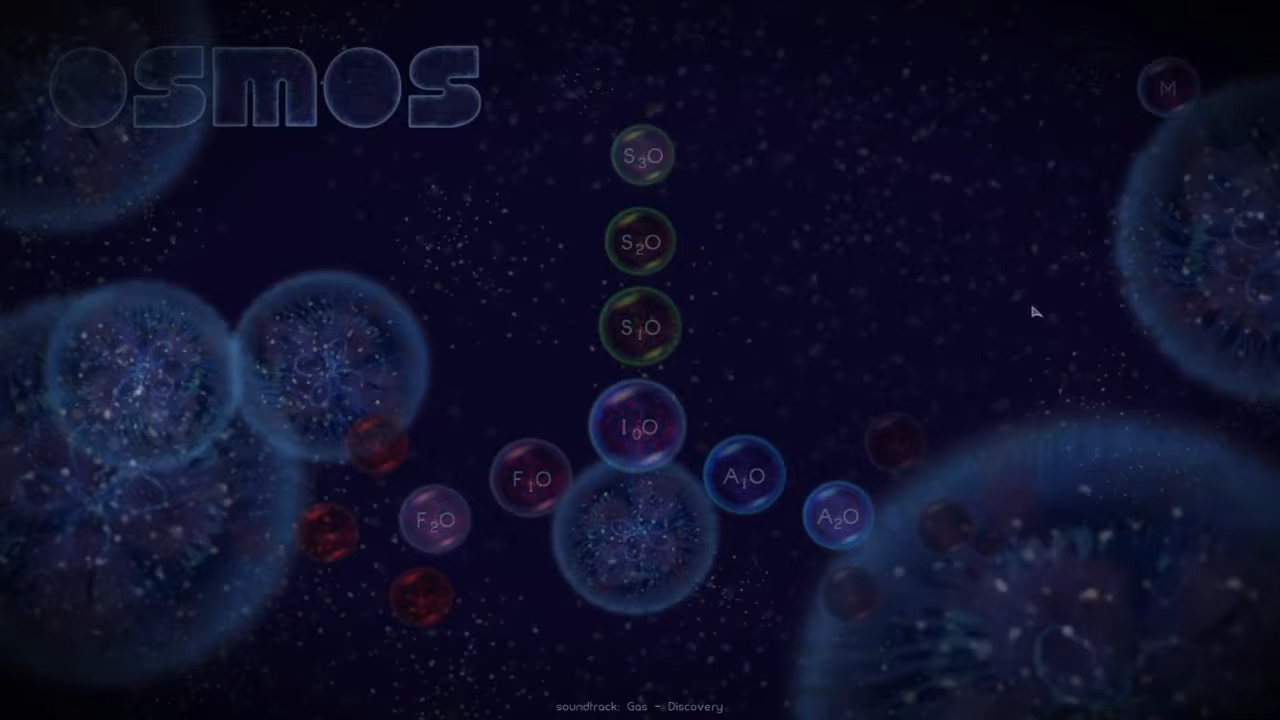 OSMOS
M
S3O
S2O
S1O
I0O
F1O
A1O
F2O
A2O
soundtrack: Gas - Discovery